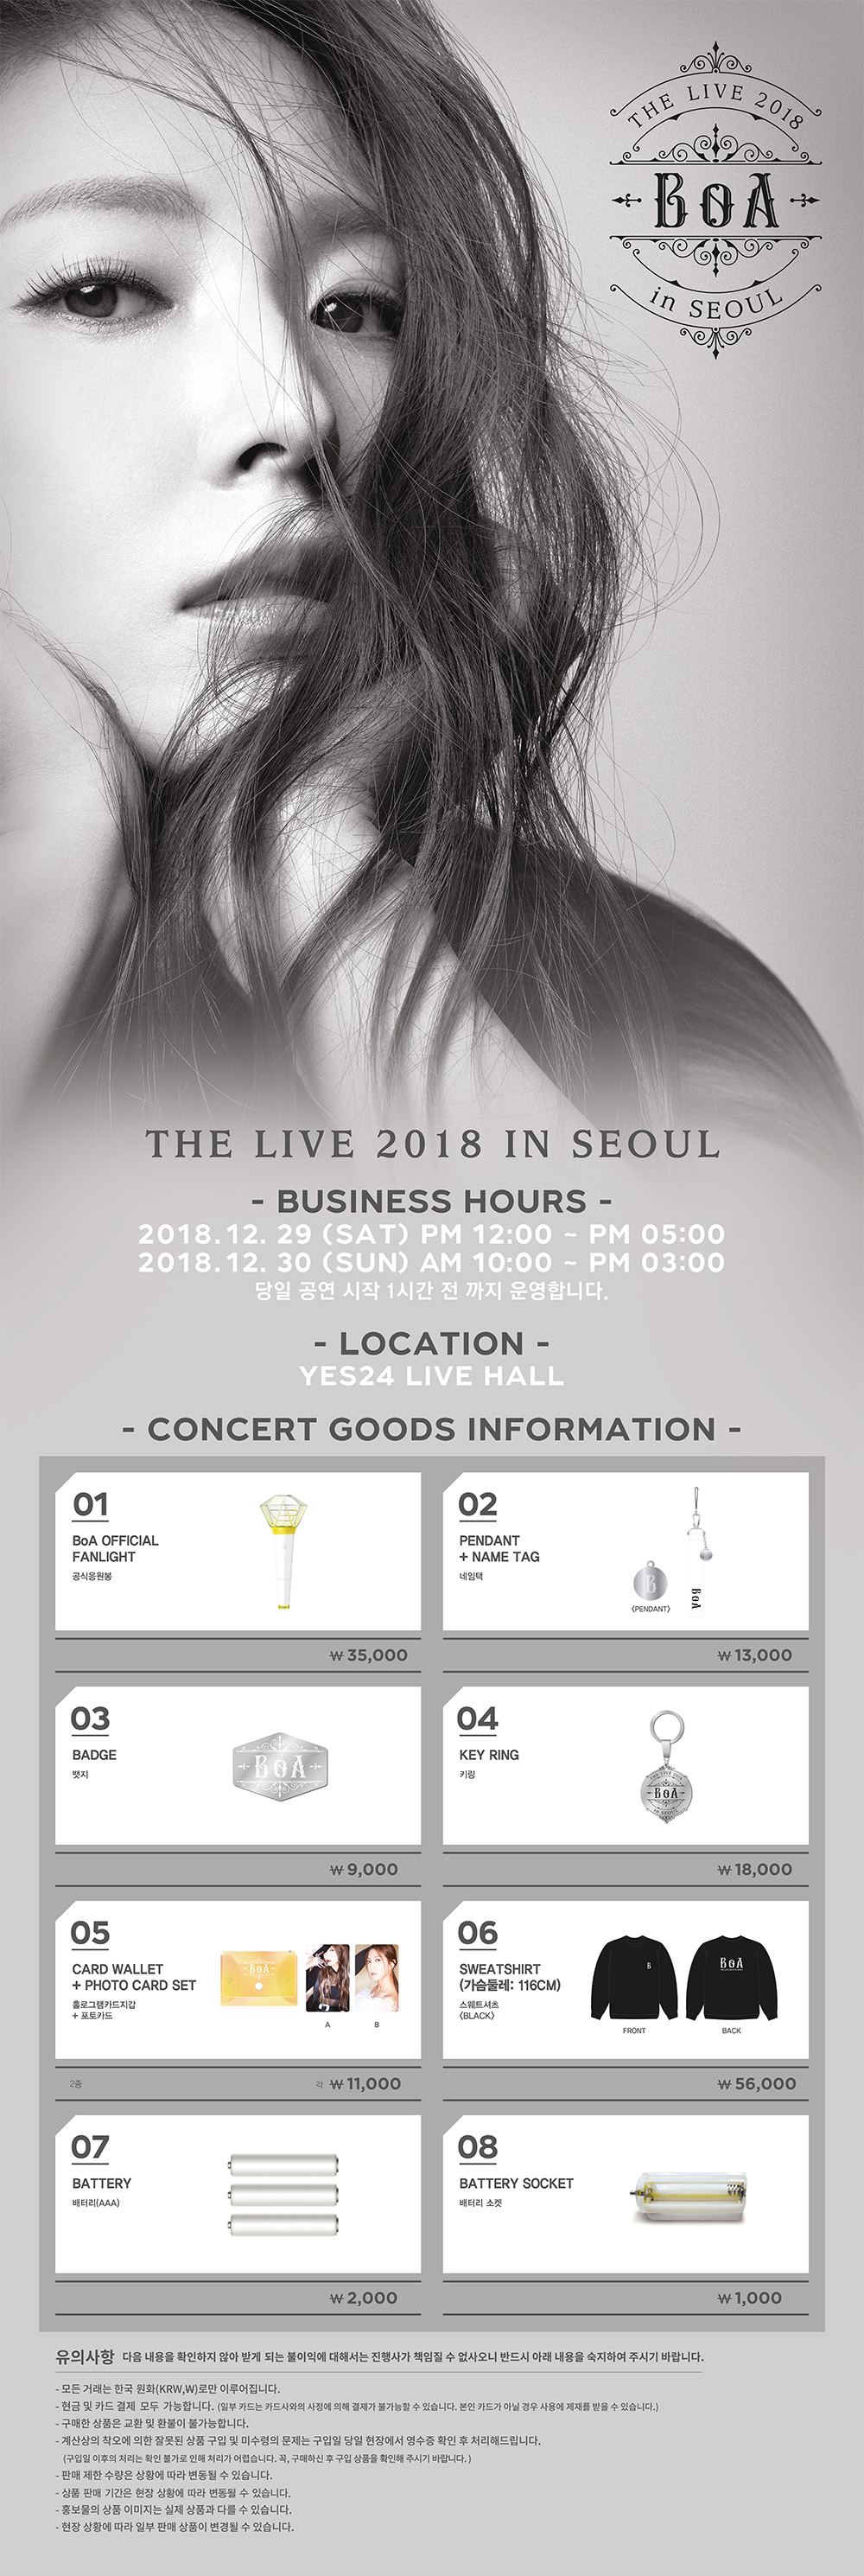 THE LIVE 2018
BoA
in SEOUL
THE LIVE 2018 IN SEOUL
- BUSINESS HOURS -
2018.12. 29 (SAT) PM 12:00 ~ PM 05:00
2018.12. 30 (SUN) AM 10:00 ~ PM 03:00
당일 공연 시작 1시간 전 까지 운영합니다.
- LOCATION -
YES24 LIVE HALL
- CONCERT GOODS INFORMATION -
01
BoA OFFICIAL
FANLIGHT
공식응원봉
₩ 35,000
02
PENDANT
+ NAME TAG
네임택
B
〈PENDANT〉
BoA
₩ 13,000
03
BADGE
뱃지
BoA
₩ 9,000
04
KEY RING
키링
THE LIVE 2018
BoA
in SEOUL
₩ 18,000
05
CARD WALLET
+ PHOTO CARD SET
홀로그램카드지갑
+ 포토카드
BoA
A
B
2종
각 ₩ 11,000
06
SWEATSHIRT
(가슴둘레: 116CM)
스웨트셔츠
〈BLACK〉
B
BoA
FRONT
BACK
₩ 56,000
07
BATTERY
배터리(AAA)
₩ 2,000
08
BATTERY SOCKET
배터리 소켓
₩ 1,000
유의사항 다음 내용을 확인하지 않아 받게 되는 불이익에 대해서는 진행사가 책임질 수 없사오니 반드시 아래 내용을 숙지하여 주시기 바랍니다.
- 모든 거래는 한국 원화(KRW,W)로만 이루어집니다.
- 현금 및 카드 결제 모두 가능합니다. (일부 카드는 카드사와의 사정에 의해 결제가 불가능할 수 있습니다. 본인 카드가 아닐 경우 사용에 제재를 받을 수 있습니다.)
- 구매한 상품은 교환 및 환불이 불가능합니다.
- 계산상의 착오에 의한 잘못된 상품 구입 및 미수령의 문제는 구입일 당일 현장에서 영수증 확인 후 처리해드립니다.
(구입일 이후의 처리는 확인 불가로 인해 처리가 어렵습니다. 꼭, 구매하신 후 구입 상품을 확인해 주시기 바랍니다. )
- 판매 제한 수량은 상황에 따라 변동될 수 있습니다.
- 상품 판매 기간은 현장 상황에 따라 변동될 수 있습니다.
- 홍보물의 상품 이미지는 실제 상품과 다를 수 있습니다.
- 현장 상황에 따라 일부 판매 상품이 변경될 수 있습니다.